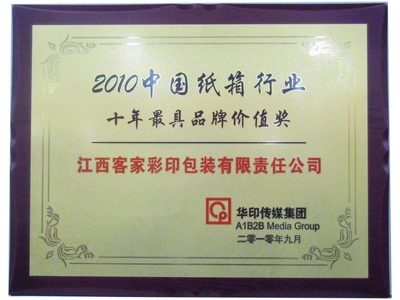 2010中国纸箱行业
十年最具品牌价值奖
江西客家彩印包装有限责任公司
华印传媒集团
A1B2B Media Group
二零一零年九月